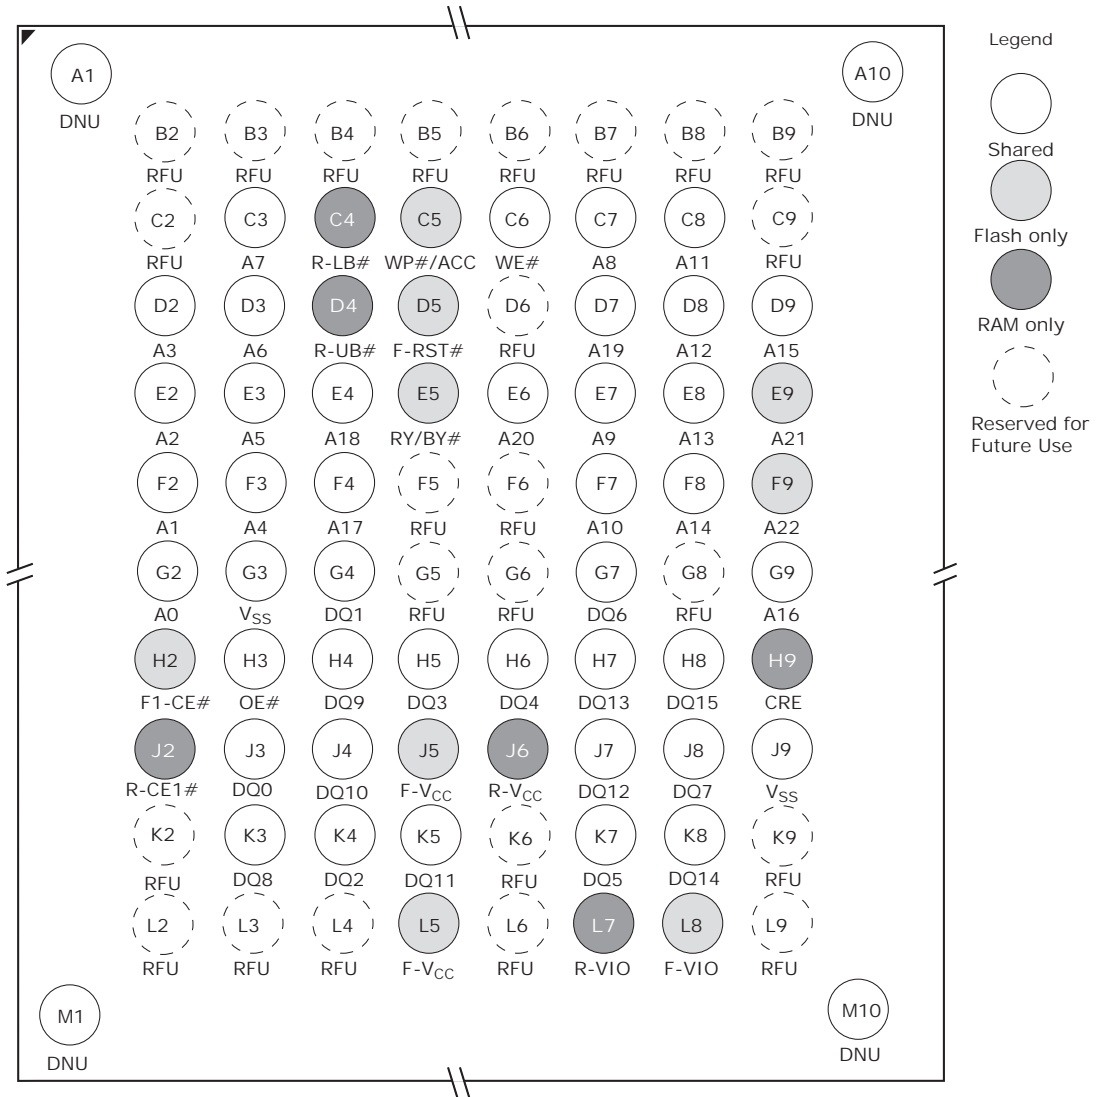 Legend
A1 A10
DNU DNU
B2 B3 B4 B5 B6 B7 B8 B9
RFU RFU RFU RFU RFU RFU RFU RFU
C2 C3 C4 C5 C6 C7 C8 C9
RFU A7 R-LB# WP#/ACC WE# A8 A11 RFU
D2 D3 D4 D5 D6 D7 D8 D9
A3 A6 R-UB# F-RST# RFU A19 A12 A15
E2 E3 E4 E5 E6 E7 E8 E9
A2 A5 A18 RY/BY# A20 A9 A13 A21
F2 F3 F4 F5 F6 F7 F8 F9
A1 A4 A17 RFU RFU A10 A14 A22
G2 G3 G4 G5 G6 G7 G8 G9
A0 VSS DQ1 RFU RFU DQ6 RFU A16
H2 H3 H4 H5 H6 H7 H8 H9
F1-CE# OE# DQ9 DQ3 DQ4 DQ13 DQ15 CRE
J2 J3 J4 J5 J6 J7 J8 J9
R-CE1# DQ0 DQ10 F-VCC R-VCC DQ12 DQ7 VSS
K2 K3 K4 K5 K6 K7 K8 K9
RFU DQ8 DQ2 DQ11 RFU DQ5 DQ14 RFU
L2 L3 L4 L5 L6 L7 L8 L9
RFU RFU RFU F-VCC RFU R-VIO F-VIO RFU
M1 M10
DNU DNU
Shared
Flash only
RAM only
Reserved for
Future Use